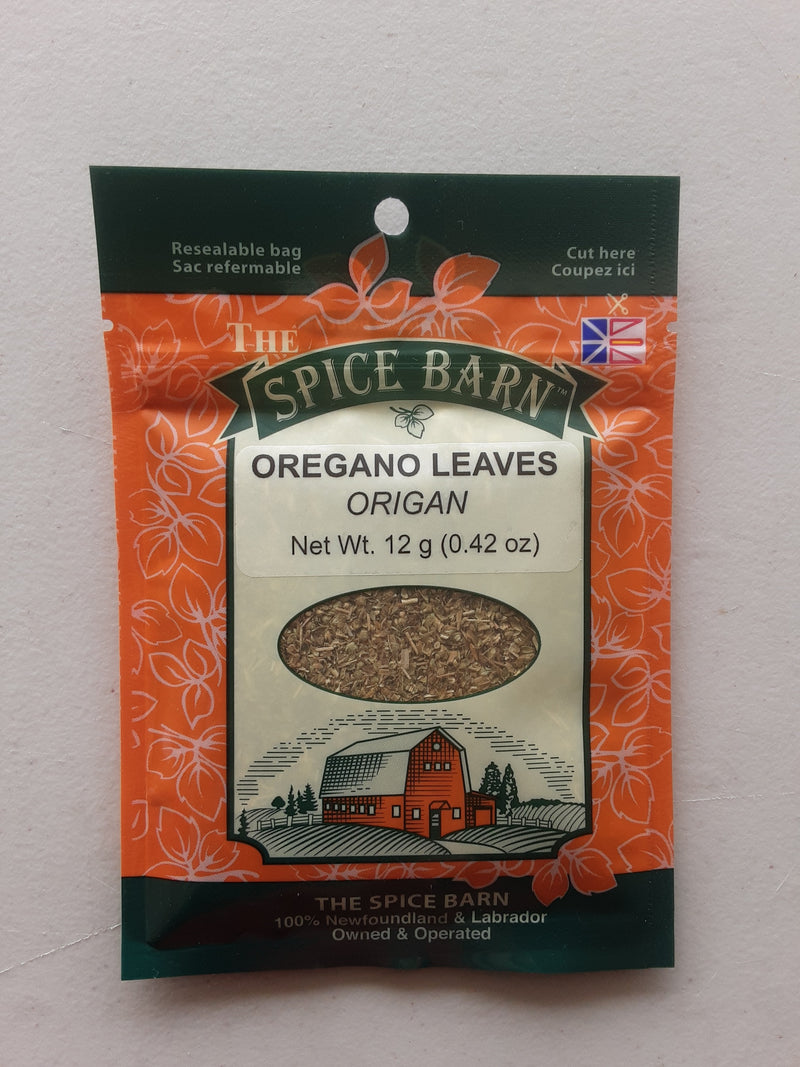 Resealable bag
Sac refermable
Cut here
Coupez ici
THE
SPICE BARN™
OREGANO LEAVES
ORIGAN
Net Wt. 12 g (0.42 oz)
THE SPICE BARN
100% Newfoundland & Labrador
Owned & Operated